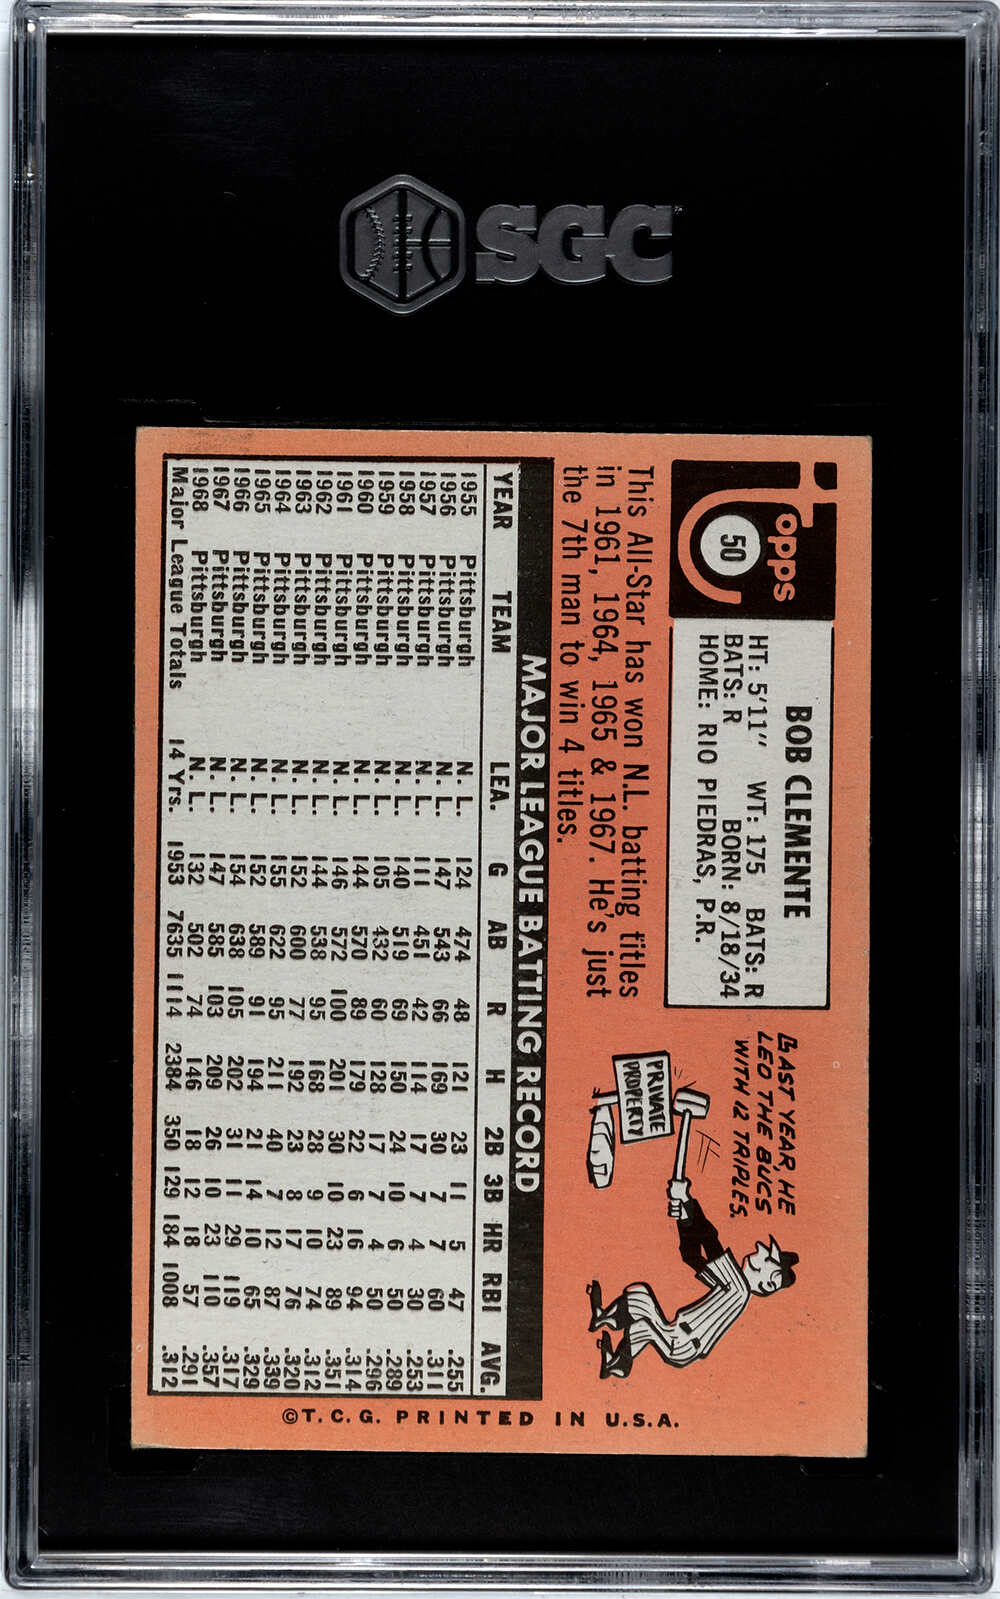 SGC
Topps
50
BOB CLEMENTE
HT: 5'11" WT: 175 BATS: R
BATS: R BORN: 8/18/34
HOME: RIO PIEDRAS, P.R.
This All-Star has won N.L. batting titles
in 1961, 1964, 1965 & 1967. He's just
the 7th man to win 4 titles.
LAST YEAR, HE
LED THE BUCS
WITH 12 TRIPLES.
PRIVATE
PROPERTY
MAJOR LEAGUE BATTING RECORD
YEAR TEAM LEA. G AB R H 2B 3B HR RBI AVG.
1955 Pittsburgh N. L. 124 474 48 121 23 11 5 47 .255
1956 Pittsburgh N. L. 147 543 66 169 30 7 7 60 .311
1957 Pittsburgh N. L. 111 451 42 114 17 7 4 30 .253
1958 Pittsburgh N. L. 140 519 69 150 24 10 6 50 .289
1959 Pittsburgh N. L. 105 432 60 128 17 7 4 50 .296
1960 Pittsburgh N. L. 144 570 89 179 22 6 16 94 .314
1961 Pittsburgh N. L. 146 572 100 201 30 10 23 89 .351
1962 Pittsburgh N. L. 144 538 95 168 28 9 10 74 .312
1963 Pittsburgh N. L. 152 600 77 192 23 8 17 76 .320
1964 Pittsburgh N. L. 155 622 95 211 40 7 12 87 .339
1965 Pittsburgh N. L. 152 589 91 194 21 14 10 65 .329
1966 Pittsburgh N. L. 154 638 105 202 31 11 29 119 .317
1967 Pittsburgh N. L. 147 585 103 209 26 10 23 110 .357
1968 Pittsburgh N. L. 132 502 74 146 18 12 18 57 .291
Major League Totals 14 Yrs. 1953 7635 1114 2384 350 129 184 1008 .312
©T. C. G. PRINTED IN U.S.A.